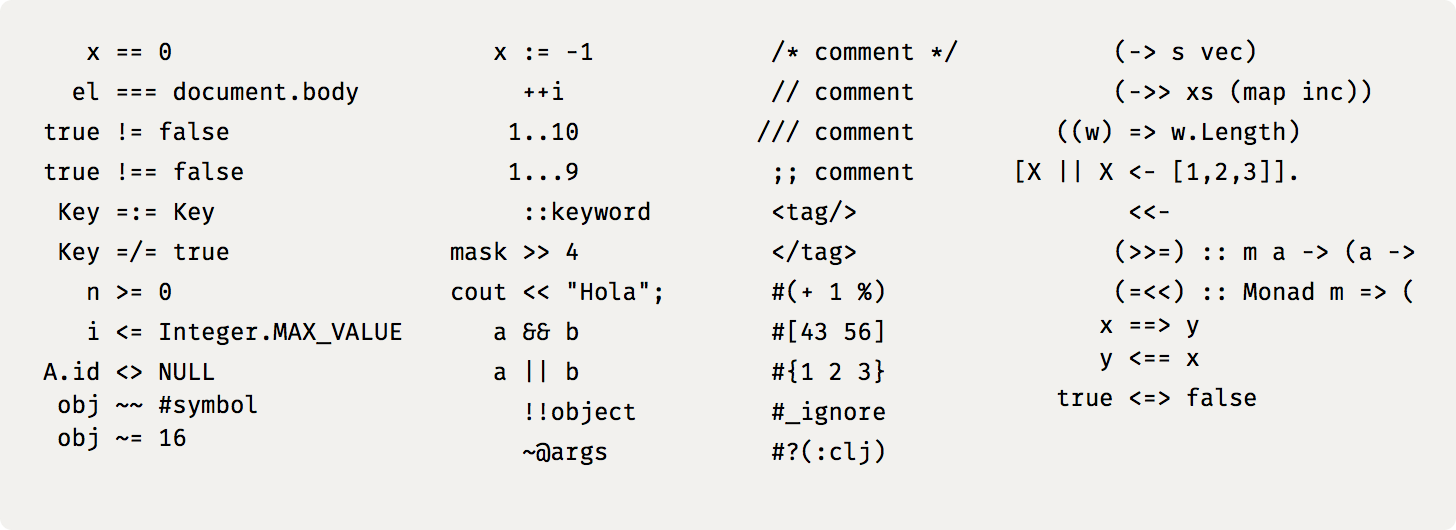 x == 0
el === document.body
true != false
true !== false
Key =:= Key
Key =/= true
n >= 0
i <= Integer.MAX_VALUE
A.id <> NULL
obj ~~ #symbol
obj ~= 16
x := -1
++i
1..10
1...9
::keyword
mask >> 4
cout << "Hola";
a && b
a || b
!!object
~@args
/* comment */
// comment
/// comment
;; comment
<tag/>
</tag>
#(+ 1 %)
#[43 56]
#{1 2 3}
#_ignore
#?(:clj)
(-> s vec)
(->> xs (map inc))
((w) => w.Length)
[X || X <- [1,2,3]].
<<-
(>>=) :: m a -> (a ->
(=<<) :: Monad m => (
x ==> y
y <== x
true <=> false